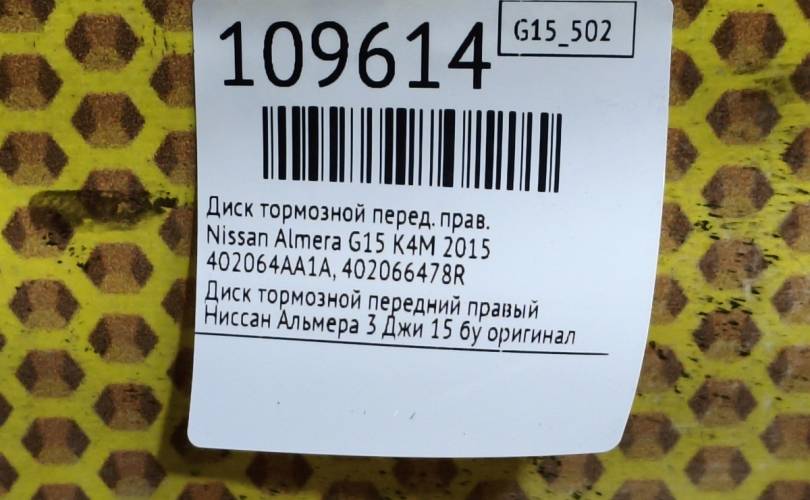 109614
G15_502
Диск тормозной перед. прав.
Nissan Almera G15 K4M 2015
402064AA1A, 402066478R
Диск тормозной передний правый
Ниссан Альмера 3 Джи 15 бу оригинал